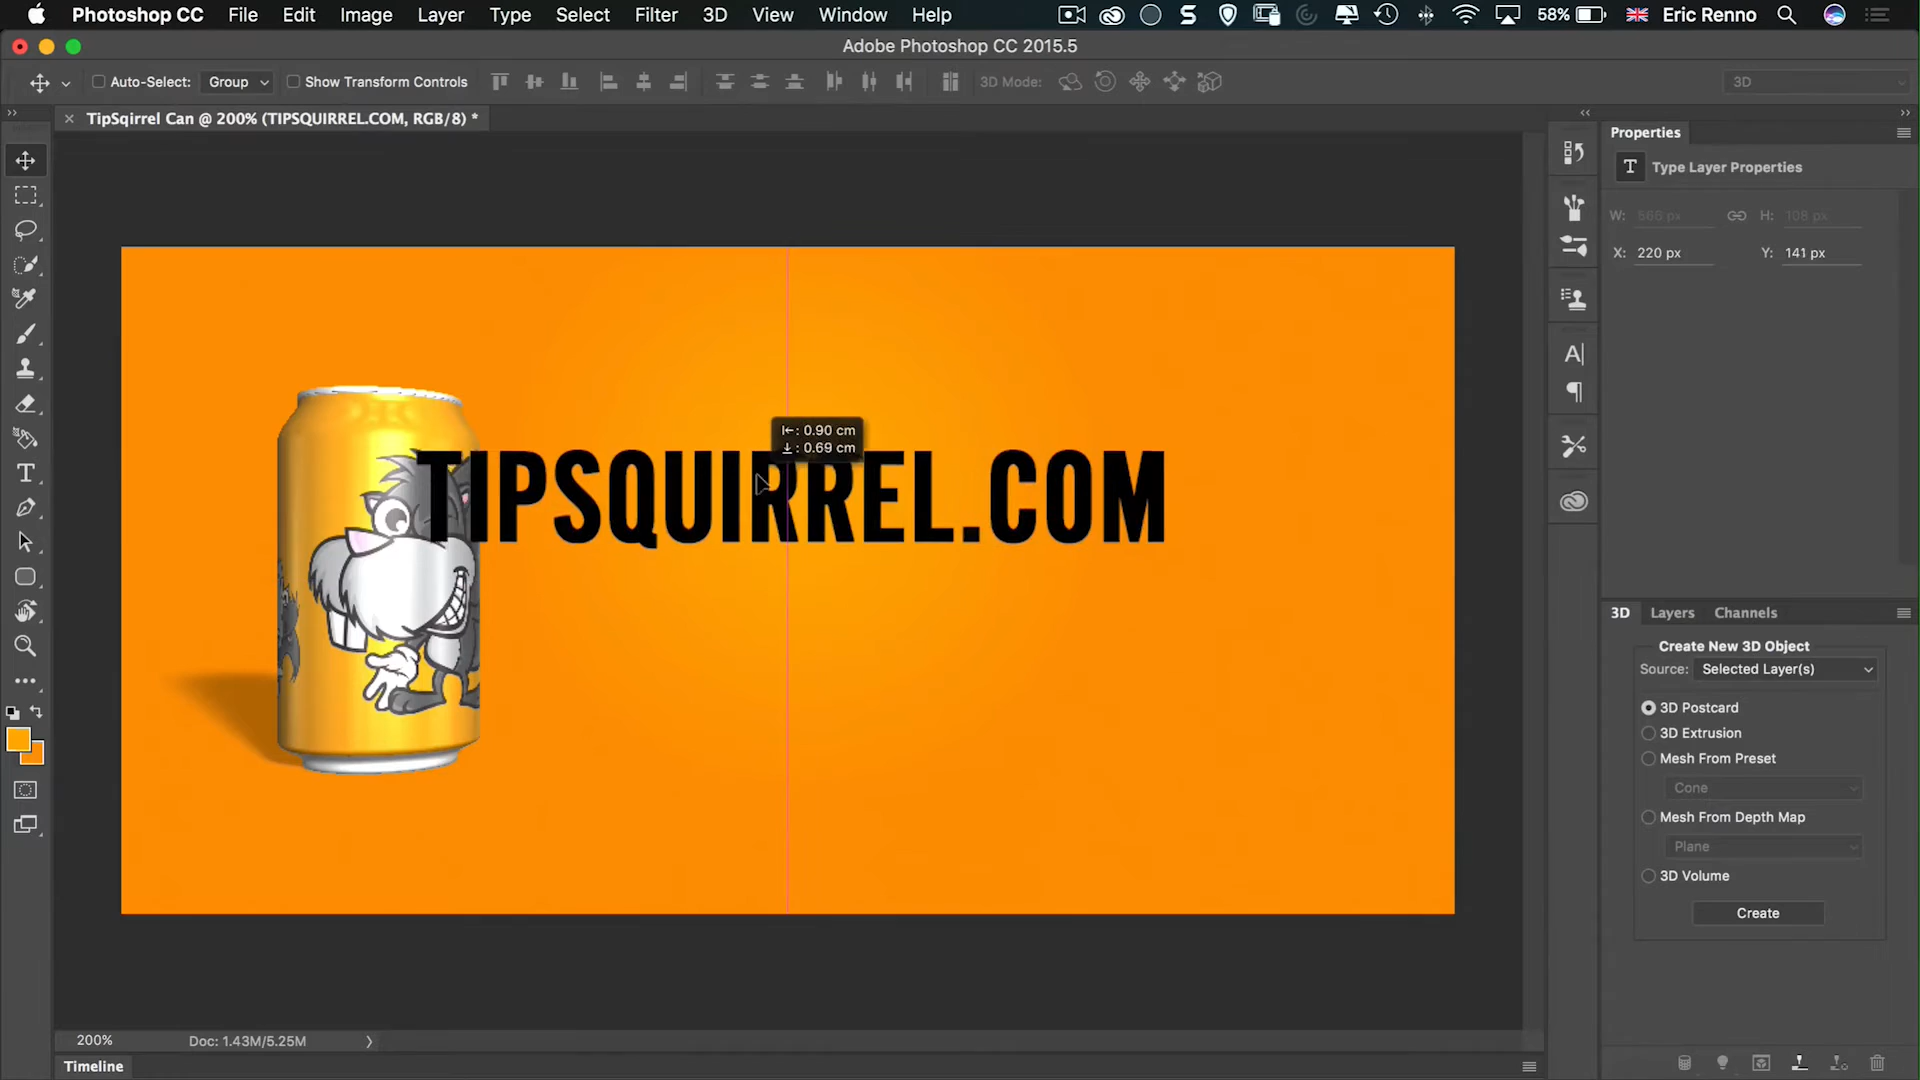 Photoshop CC File Edit Image Layer Type Select Filter 3D View Window Help 58% Eric Renno
Adobe Photoshop CC 2015.5
Auto-Select: Group Show Transform Controls 3D Mode: 3D
TipSqirrel Can @ 200% (TIPSQUIRREL.COM, RGB/8) *
Properties
Type Layer Properties
W: 566 px H: 108 px
X: 220 px Y: 141 px
: 0.90 cm
: 0.69 cm
TIPSQUIRREL.COM
3D Layers Channels
Create New 3D Object
Source: Selected Layer(s)
3D Postcard
3D Extrusion
Mesh From Preset
Cone
Mesh From Depth Map
Plane
3D Volume
Create
200% Doc: 1.43M/5.25M
Timeline